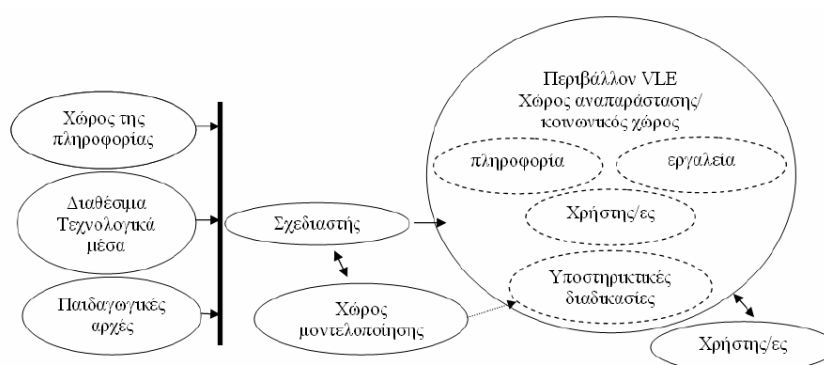 Χώρος της
πληροφορίας
Διαθέσιμα
Τεχνολογικά
μέσα
Παιδαγωγικές
αρχές
Σχεδιαστής
Χώρος
μοντελοποίησης
Περιβάλλον VLE
Χώρος αναπαράστασης/
κοινωνικός χώρος
πληροφορία
εργαλεία
Χρήστης/ες
Υποστηρικτικές
διαδικασίες
Χρήστης/ες